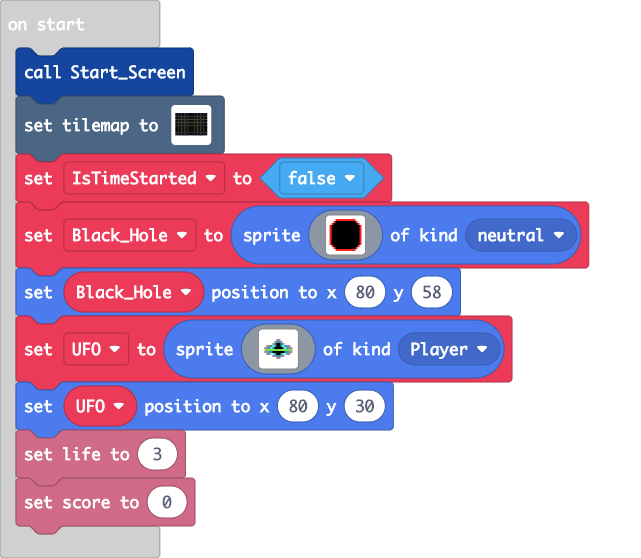 on start
call Start_Screen
set tilemap to
set IsTimeStarted to false
set Black_Hole to sprite of kind neutral
set Black_Hole position to x 80 y 58
set UFO to sprite of kind Player
set UFO position to x 80 y 30
set life to 3
set score to 0